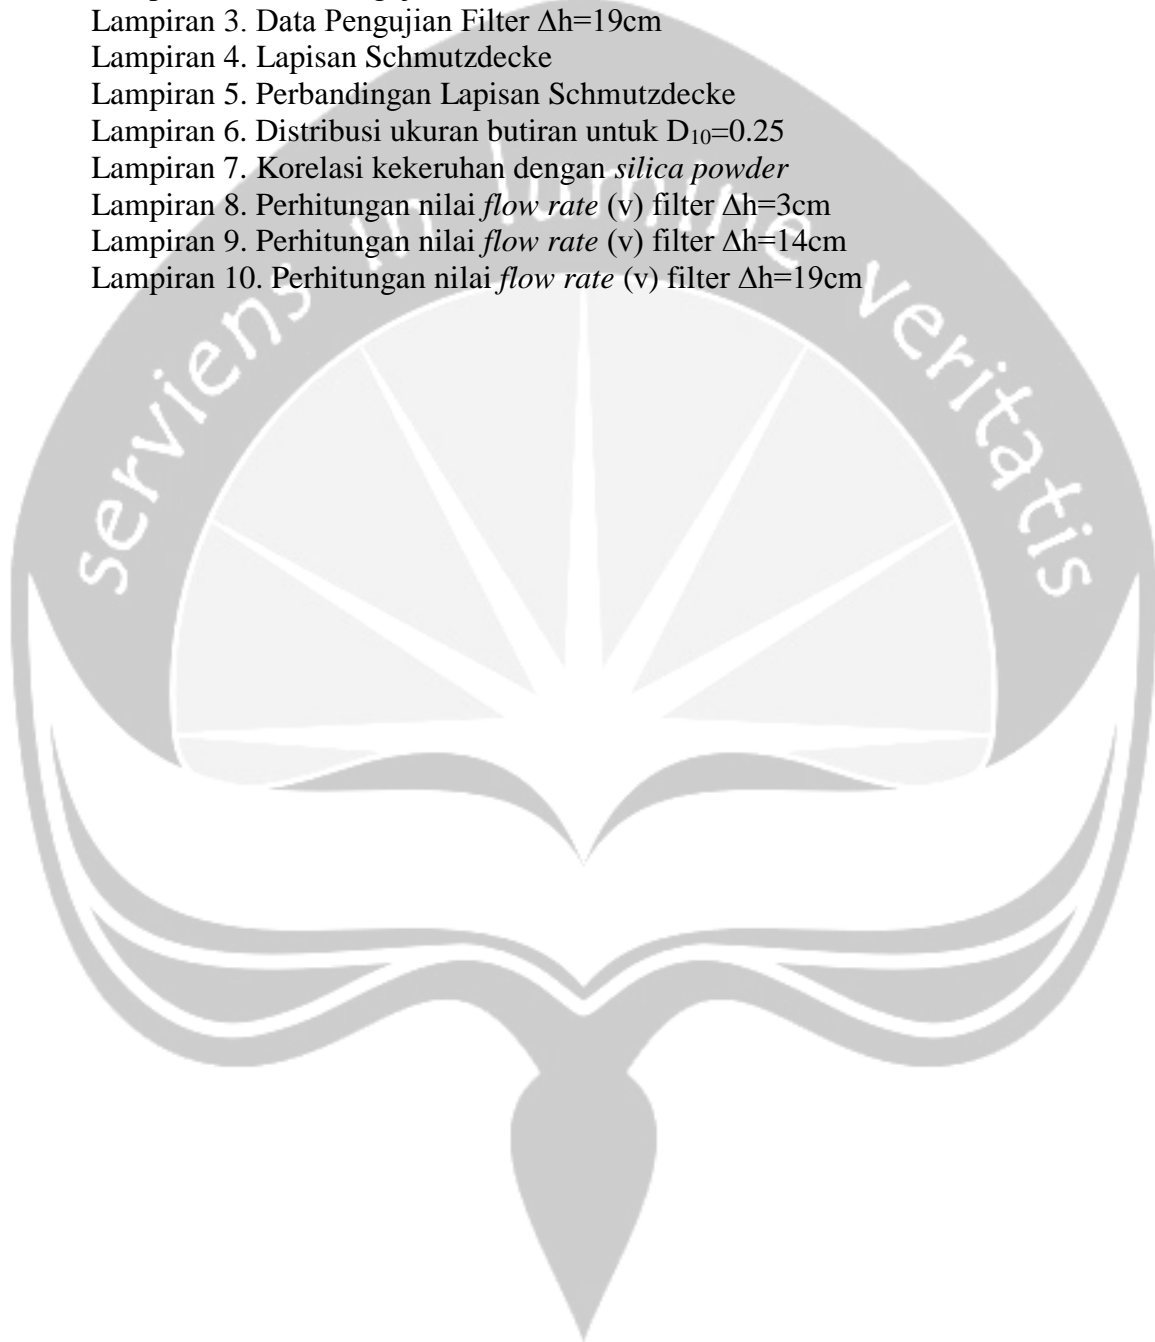 Lampiran 3. Data Pengujian Filter Δh=19cm
Lampiran 4. Lapisan Schmutzdecke
Lampiran 5. Perbandingan Lapisan Schmutzdecke
Lampiran 6. Distribusi ukuran butiran untuk D₁₀=0.25
Lampiran 7. Korelasi kekeruhan dengan silica powder
Lampiran 8. Perhitungan nilai flow rate (v) filter Δh=3cm
Lampiran 9. Perhitungan nilai flow rate (v) filter Δh=14cm
Lampiran 10. Perhitungan nilai flow rate (v) filter Δh=19cm
serviens in lumine veritatis